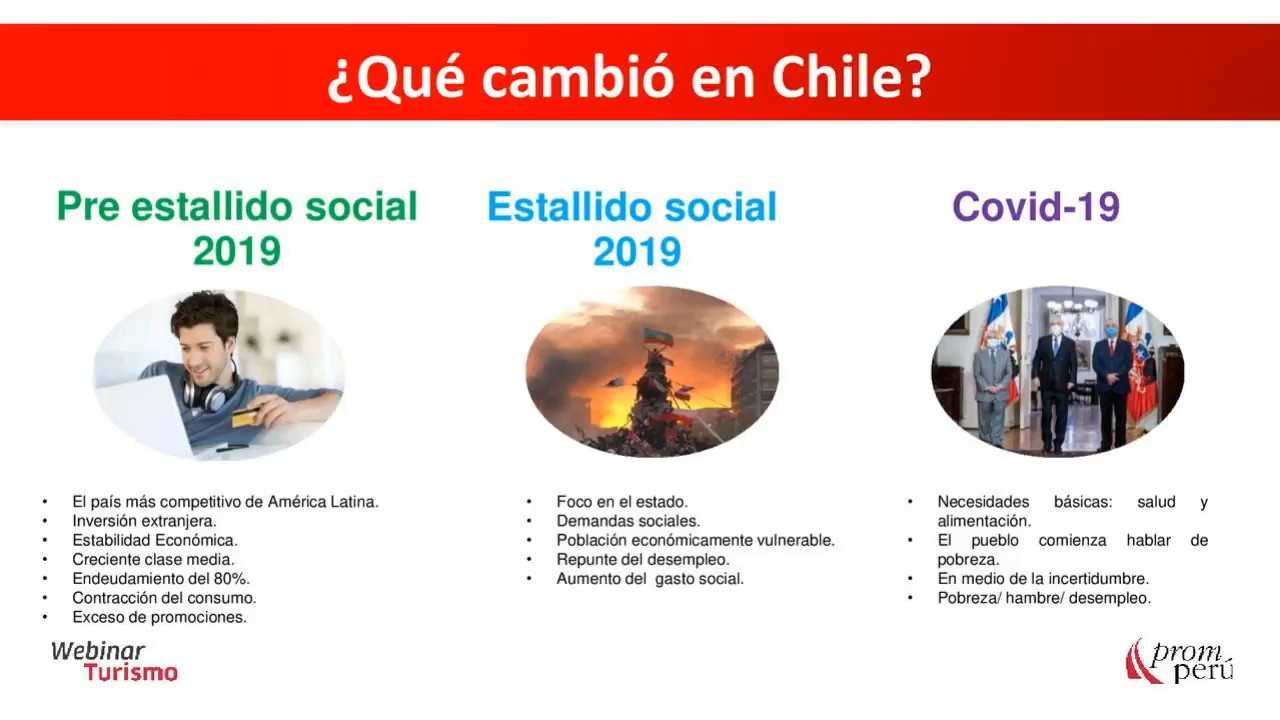 ¿Qué cambió en Chile?
Pre estallido social
2019
• El país más competitivo de América Latina.
• Inversión extranjera.
• Estabilidad Económica.
• Creciente clase media.
• Endeudamiento del 80%.
• Contracción del consumo.
• Exceso de promociones.
Estallido social
2019
• Foco en el estado.
• Demandas sociales.
• Población económicamente vulnerable.
• Repunte del desempleo.
• Aumento del gasto social.
Covid-19
• Necesidades básicas: salud y
alimentación.
• El pueblo comienza hablar de
pobreza.
• En medio de la incertidumbre.
• Pobreza/ hambre/ desempleo.
Webinar
Turismo
prom
perú